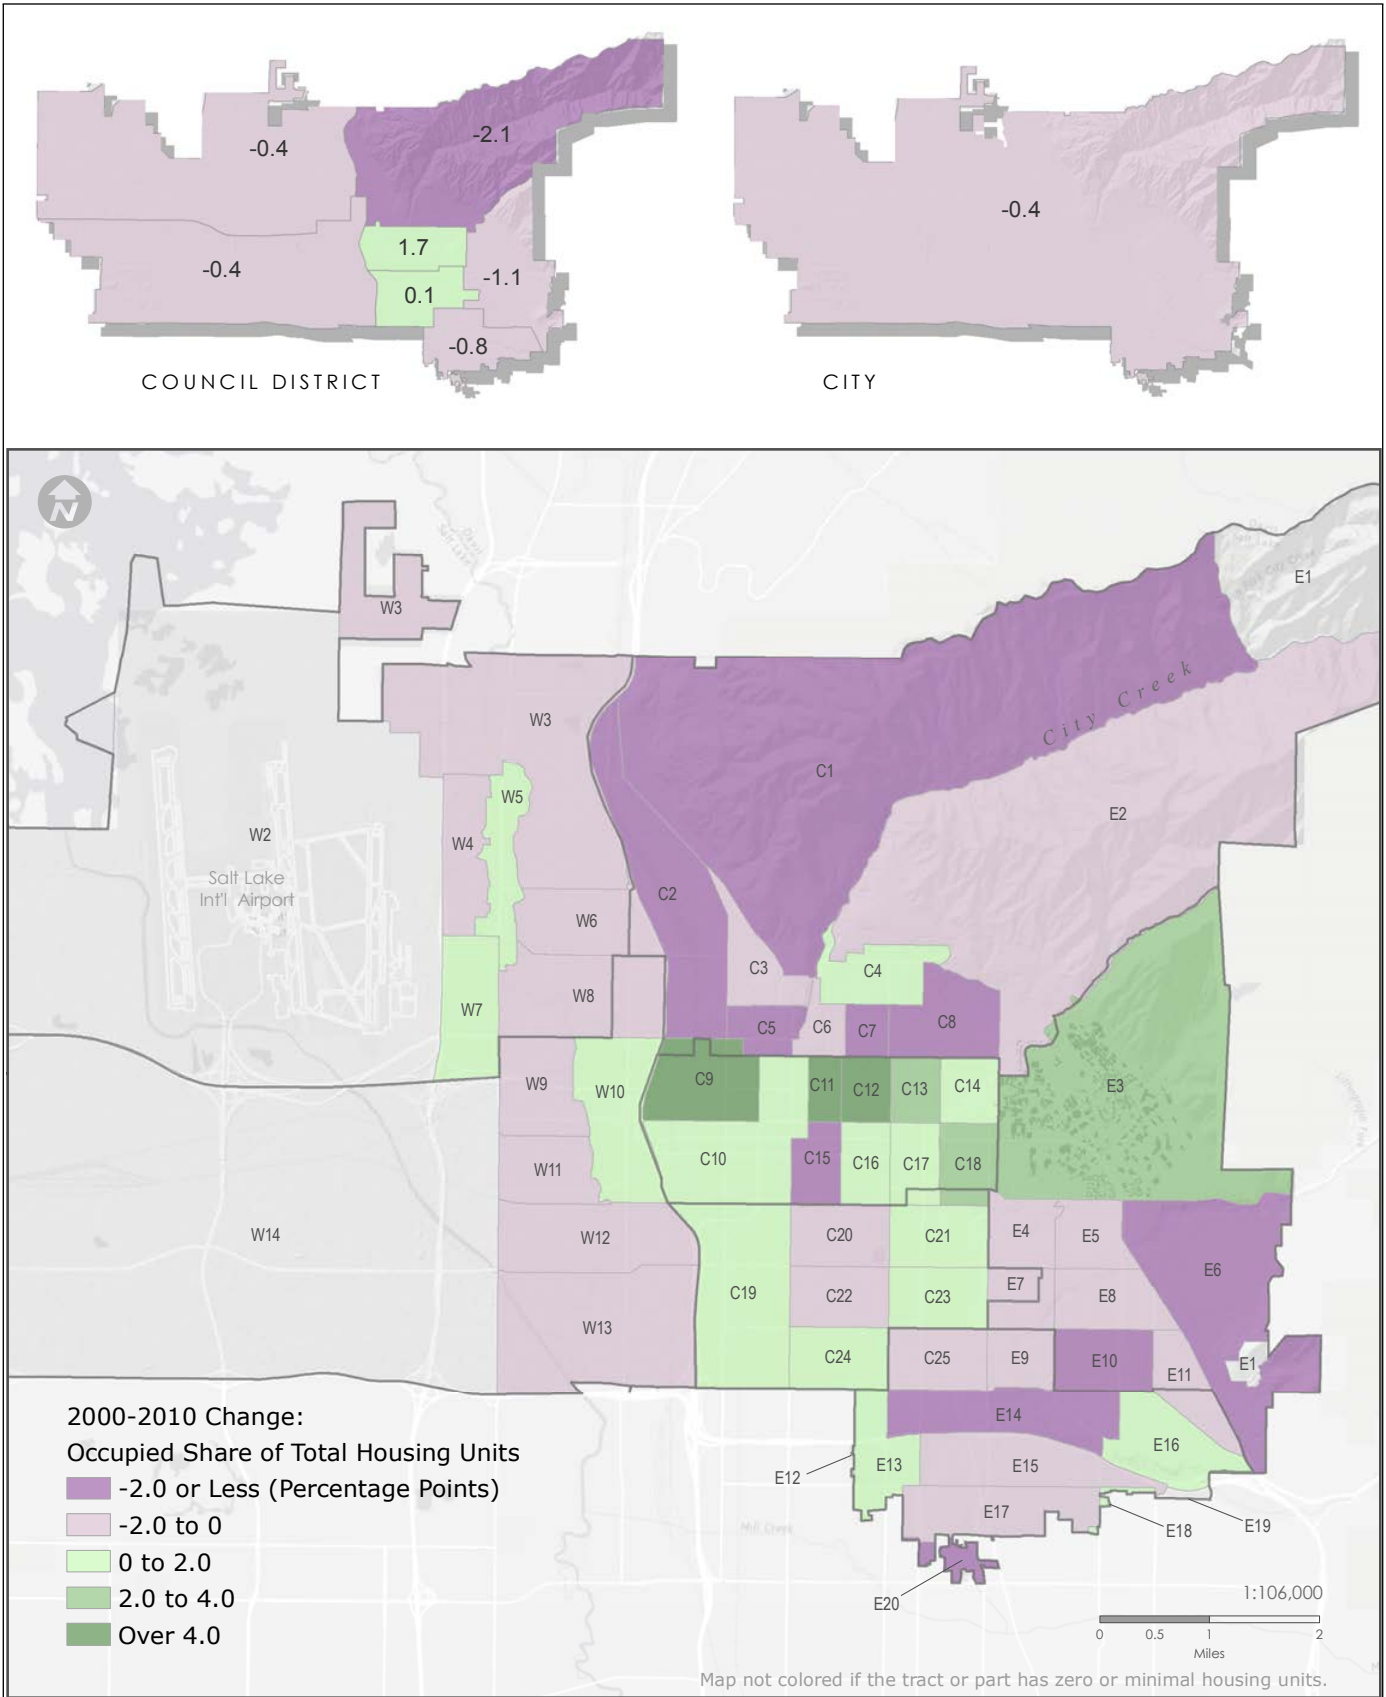 -0.4
-2.1
-0.4
1.7
0.1
-1.1
-0.8
COUNCIL DISTRICT
-0.4
CITY
N
E1
W3
City Creek
W3
C1
E2
W5
W2
W4
Salt Lake
Int'l Airport
C2
W6
C3
C4
W8
W7
C5
C6
C7
C8
W9
W10
C9
C11
C12
C13
C14
E3
W11
C10
C15
C16
C17
C18
W14
W12
C20
C21
E4
E5
E6
C19
C22
C23
E7
E8
W13
C24
C25
E9
E10
E11
E1
2000-2010 Change:
Occupied Share of Total Housing Units
-2.0 or Less (Percentage Points)
-2.0 to 0
0 to 2.0
2.0 to 4.0
Over 4.0
E14
E16
E12
E13
E15
E17
E18
E19
Mill Creek
E20
1:106,000
0 0.5 1 2
Miles
Map not colored if the tract or part has zero or minimal housing units.